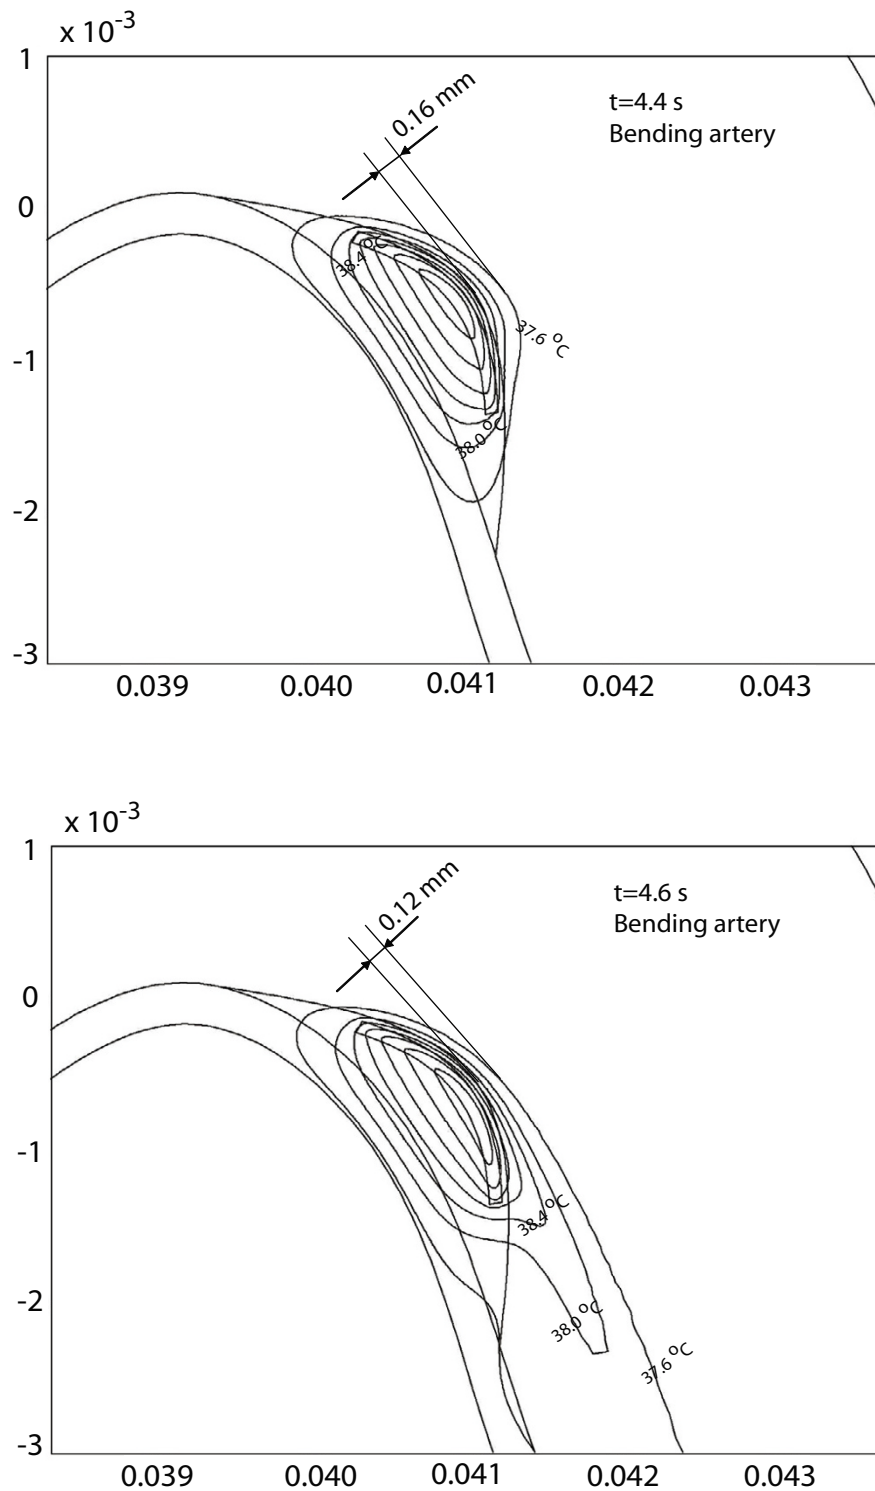 x 10-3
1
0.16 mm
t=4.4 s
Bending artery
0
38.4 oC
37.6 oC
-1
38.0 oC
-2
-3
0.039 0.040 0.041 0.042 0.043
x 10-3
1
0.12 mm
t=4.6 s
Bending artery
0
-1
38.4oC
-2
38.0 oC
37.6 oC
-3
0.039 0.040 0.041 0.042 0.043